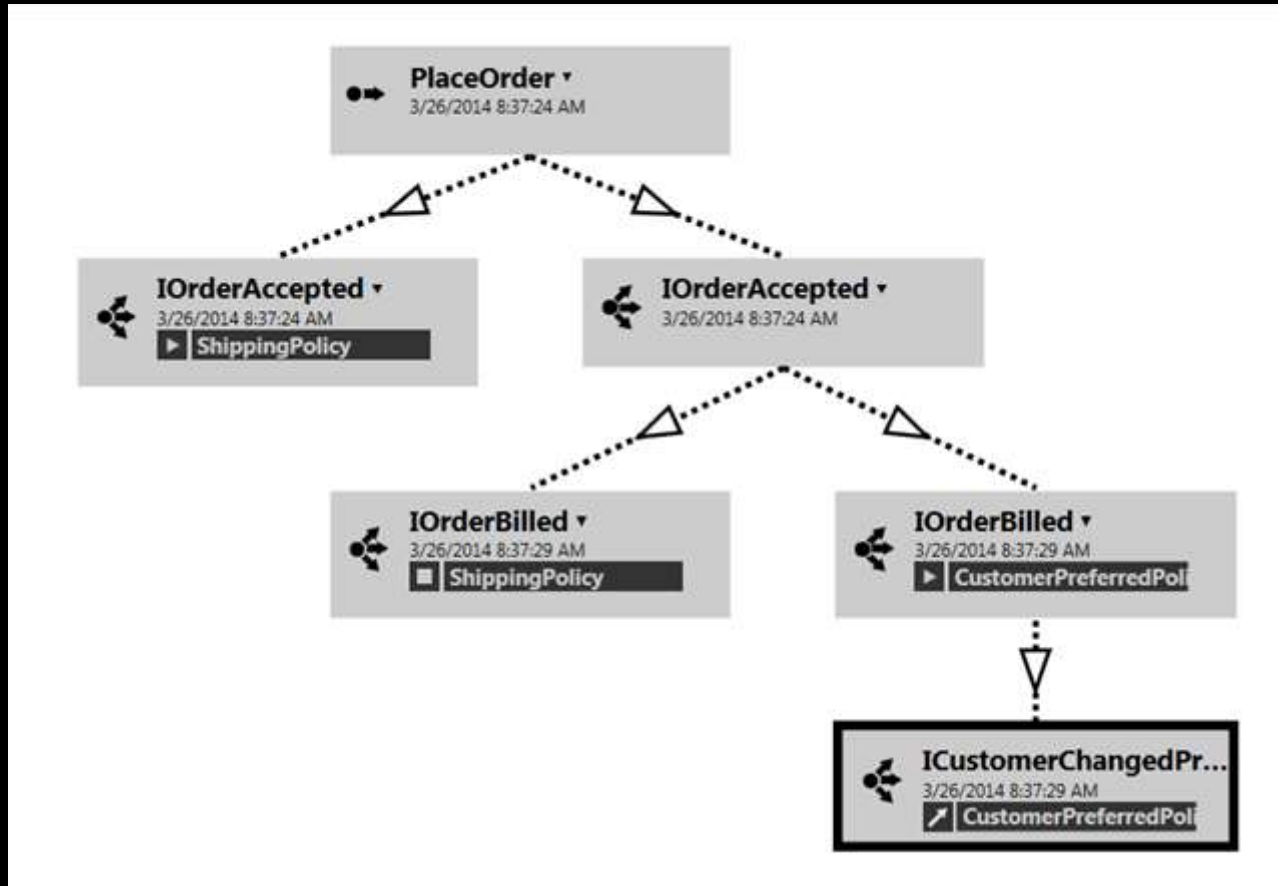 PlaceOrder
3/26/2014 8:37:24 AM
IOrderAccepted
3/26/2014 8:37:24 AM
ShippingPolicy
IOrderAccepted
3/26/2014 8:37:24 AM
IOrderBilled
3/26/2014 8:37:29 AM
ShippingPolicy
IOrderBilled
3/26/2014 8:37:29 AM
CustomerPreferredPoli
ICustomerChangedPr...
3/26/2014 8:37:29 AM
CustomerPreferredPoli